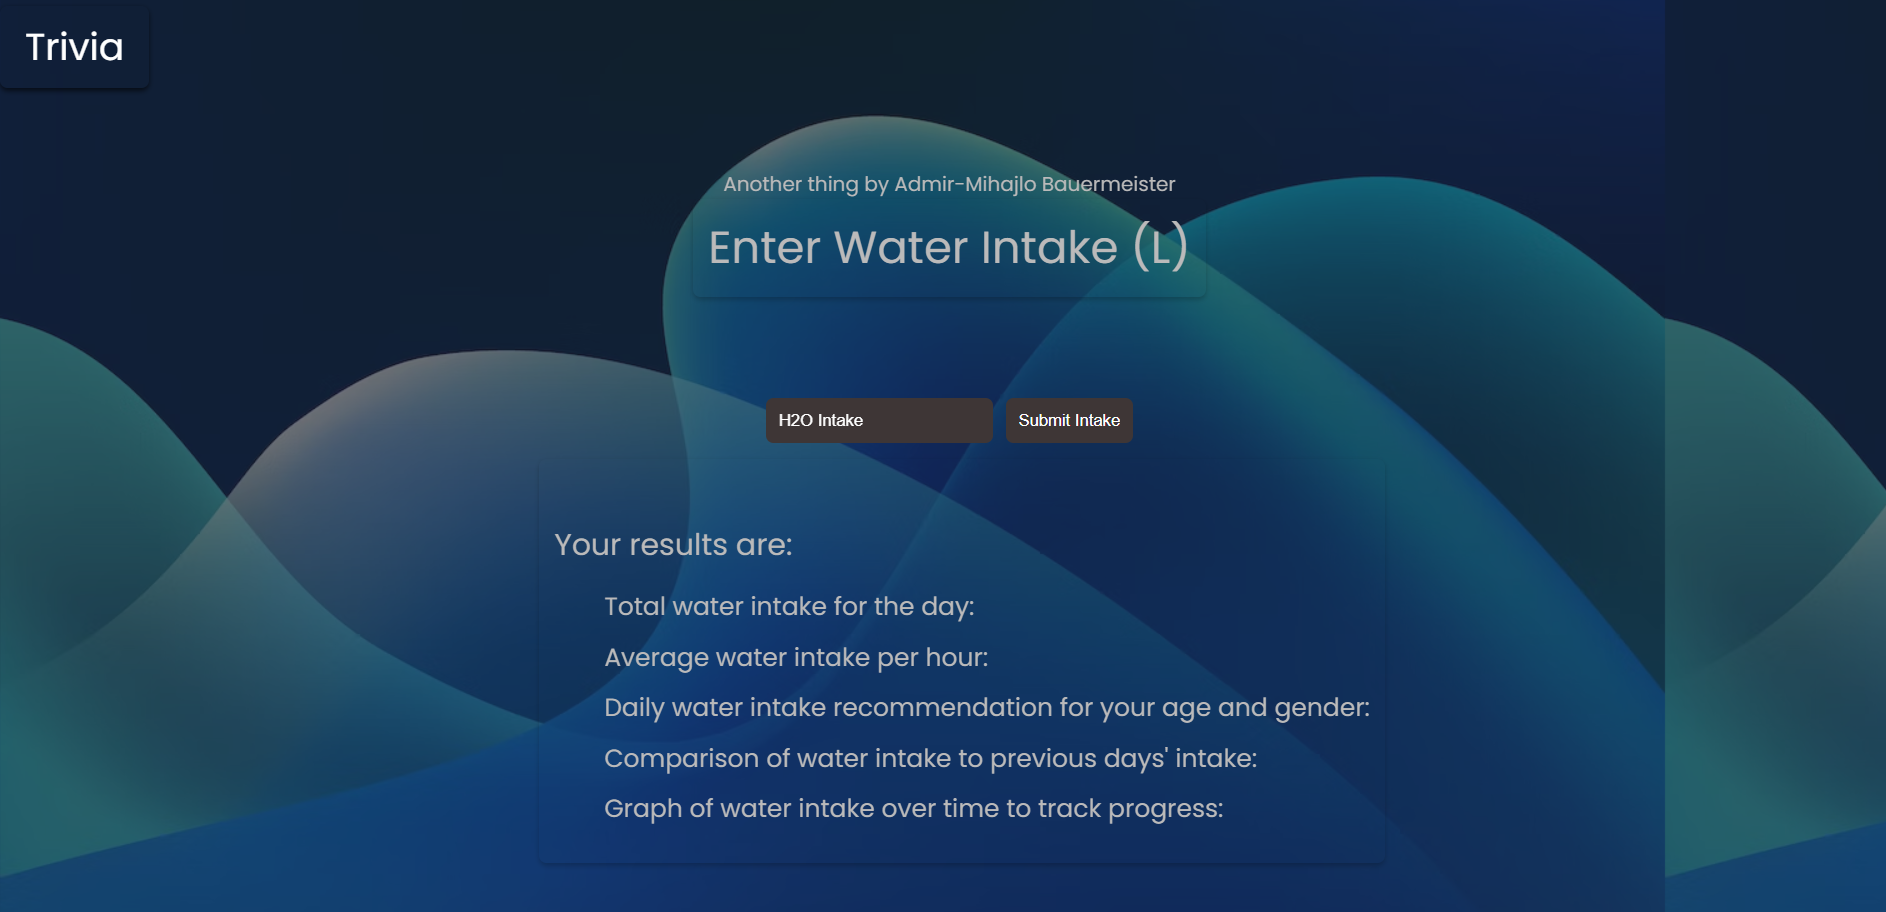 Trivia
Another thing by Admir-Mihajlo Bauermeister
Enter Water Intake (L)
H2O Intake
Submit Intake
Your results are:
Total water intake for the day:
Average water intake per hour:
Daily water intake recommendation for your age and gender:
Comparison of water intake to previous days' intake:
Graph of water intake over time to track progress: